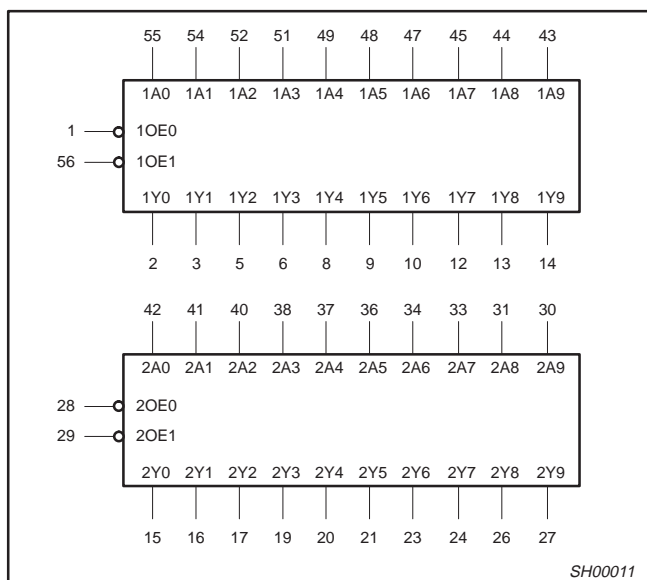 55 54 52 51 49 48 47 45 44 43
1A0 1A1 1A2 1A3 1A4 1A5 1A6 1A7 1A8 1A9
1 1OE0
56 1OE1
1Y0 1Y1 1Y2 1Y3 1Y4 1Y5 1Y6 1Y7 1Y8 1Y9
2 3 5 6 8 9 10 12 13 14
42 41 40 38 37 36 34 33 31 30
2A0 2A1 2A2 2A3 2A4 2A5 2A6 2A7 2A8 2A9
28 2OE0
29 2OE1
2Y0 2Y1 2Y2 2Y3 2Y4 2Y5 2Y6 2Y7 2Y8 2Y9
15 16 17 19 20 21 23 24 26 27
SH00011